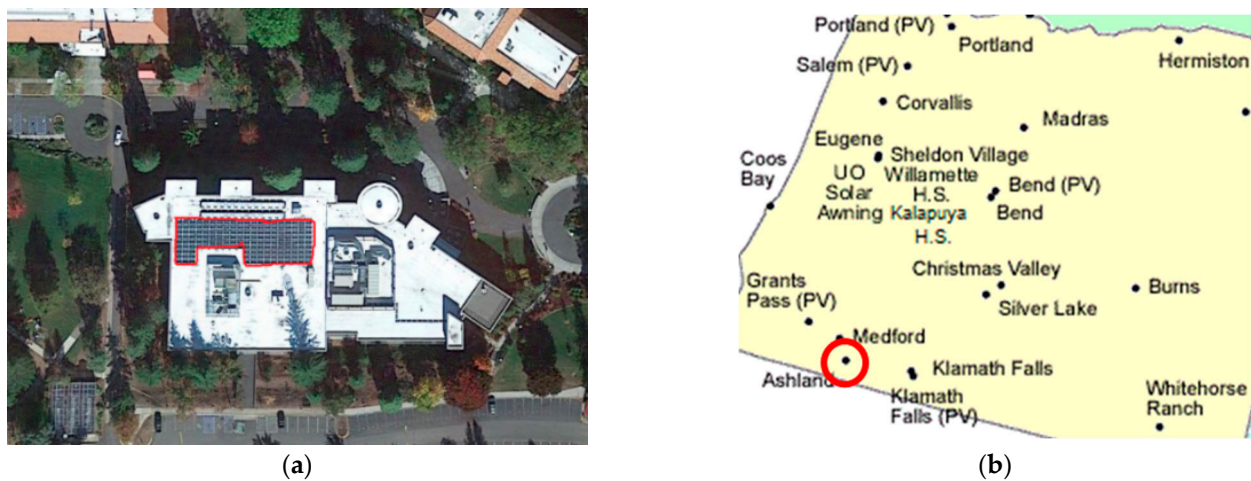 Portland (PV)
Portland
Hermiston
Salem (PV)
Corvallis
Madras
Eugene
Sheldon Village
Coos
Bay
UO
Solar
Awning
Willamette
H.S.
Kalapuya
H.S.
Bend (PV)
Bend
Christmas Valley
Grants
Pass (PV)
Silver Lake
Burns
Medford
Ashland
Klamath Falls
Klamath
Falls (PV)
Whitehorse
Ranch
(a)
(b)